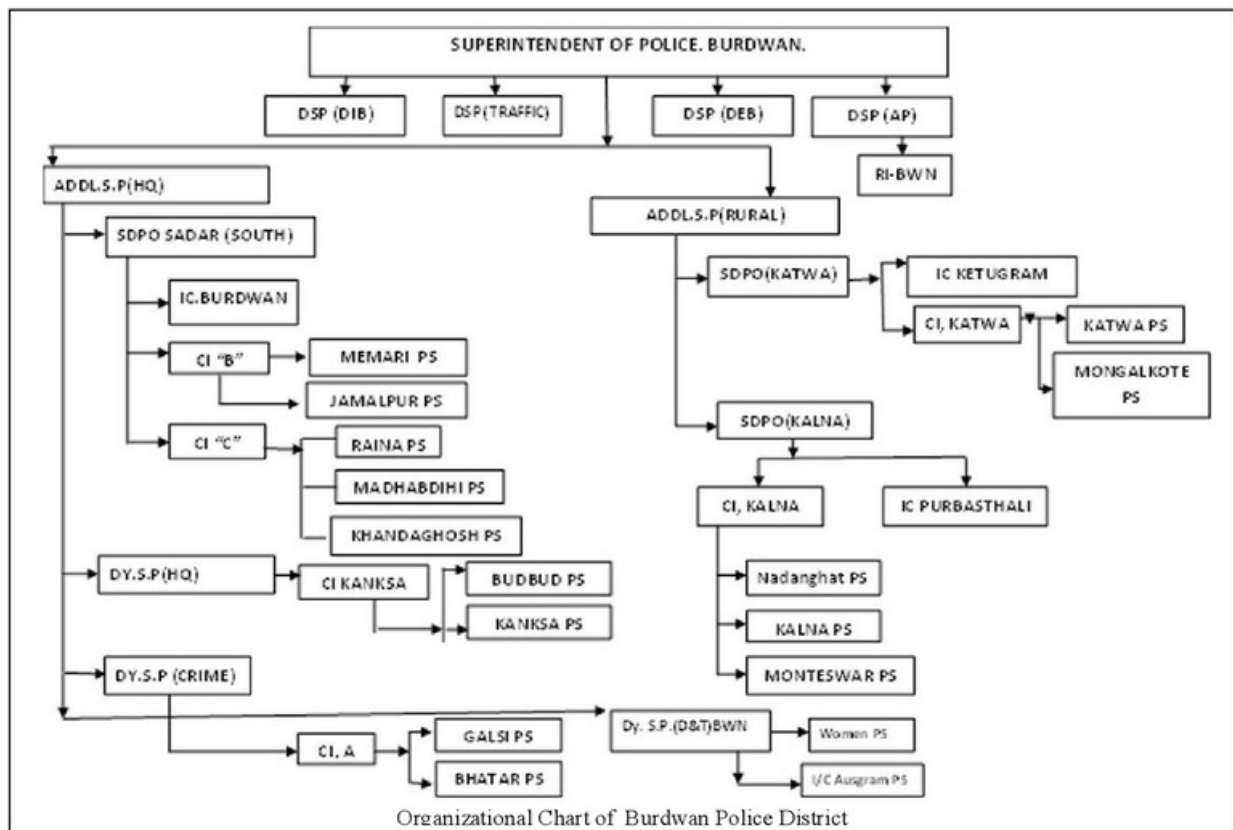 SUPERINTENDENT OF POLICE. BURDWAN.
DSP (DIB)
DSP (TRAFFIC)
DSP (DEB)
DSP (AP)
RI-BWN
ADDL.S.P(HQ)
ADDL.S.P(RURAL)
SDPO SADAR (SOUTH)
IC.BURDWAN
CI "B"
MEMARI PS
JAMALPUR PS
CI "C"
RAINA PS
MADHABDIHI PS
KHANDAGHOSH PS
DY.S.P(HQ)
CI KANKSA
BUDBUD PS
KANKSA PS
DY.S.P (CRIME)
CI, A
GALSI PS
BHATAR PS
Dy. S.P.(D&T)BWN
Women PS
I/C Ausgram PS
SDPO(KATWA)
IC KETUGRAM
CI, KATWA
KATWA PS
MONGALKOTE
PS
SDPO(KALNA)
CI, KALNA
IC PURBASTHALI
Nadanghat PS
KALNA PS
MONTESWAR PS
Organizational Chart of Burdwan Police District